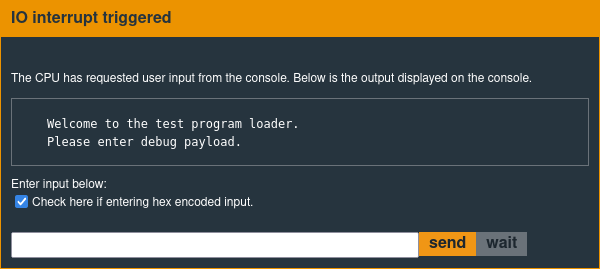 IO interrupt triggered
The CPU has requested user input from the console. Below is the output displayed on the console.
Welcome to the test program loader.
Please enter debug payload.
Enter input below:
Check here if entering hex encoded input.
send wait